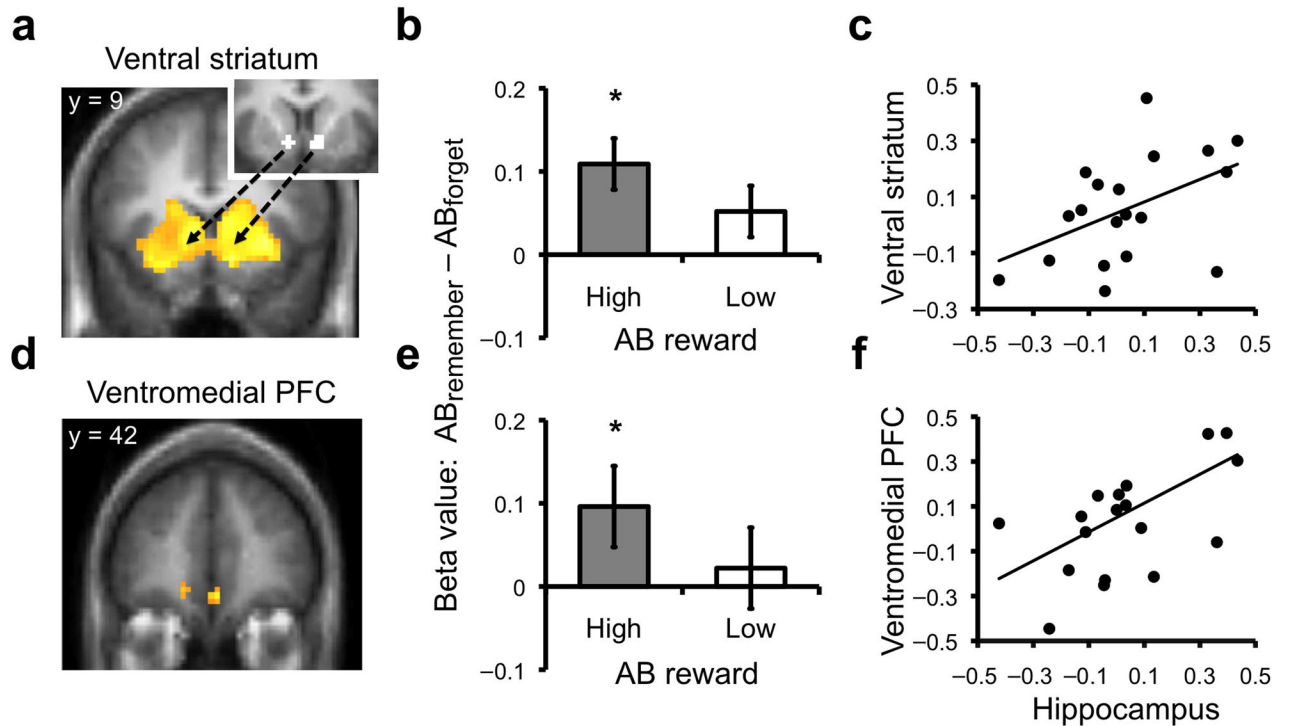 a
Ventral striatum
y = 9
b
0.2
0.1
0
–0.1
*
High
Low
AB reward
c
Ventral striatum
0.5
0.3
0.1
–0.1
–0.3
–0.5
–0.3
–0.1
0.1
0.3
0.5
d
Ventromedial PFC
y = 42
Beta value: ABremember – ABforget
e
0.2
0.1
0
–0.1
*
High
Low
AB reward
f
Ventromedial PFC
0.5
0.3
0.1
–0.1
–0.3
–0.5
–0.5
–0.3
–0.1
0.1
0.3
0.5
Hippocampus